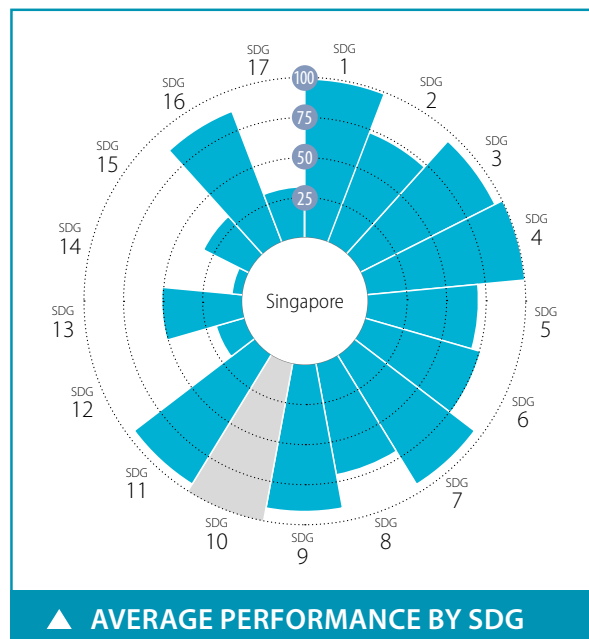 SDG
1
SDG
2
SDG
3
SDG
4
SDG
5
SDG
6
SDG
7
SDG
8
SDG
9
SDG
10
SDG
11
SDG
12
SDG
13
SDG
14
SDG
15
SDG
16
SDG
17
100
75
50
25
Singapore
▲ AVERAGE PERFORMANCE BY SDG